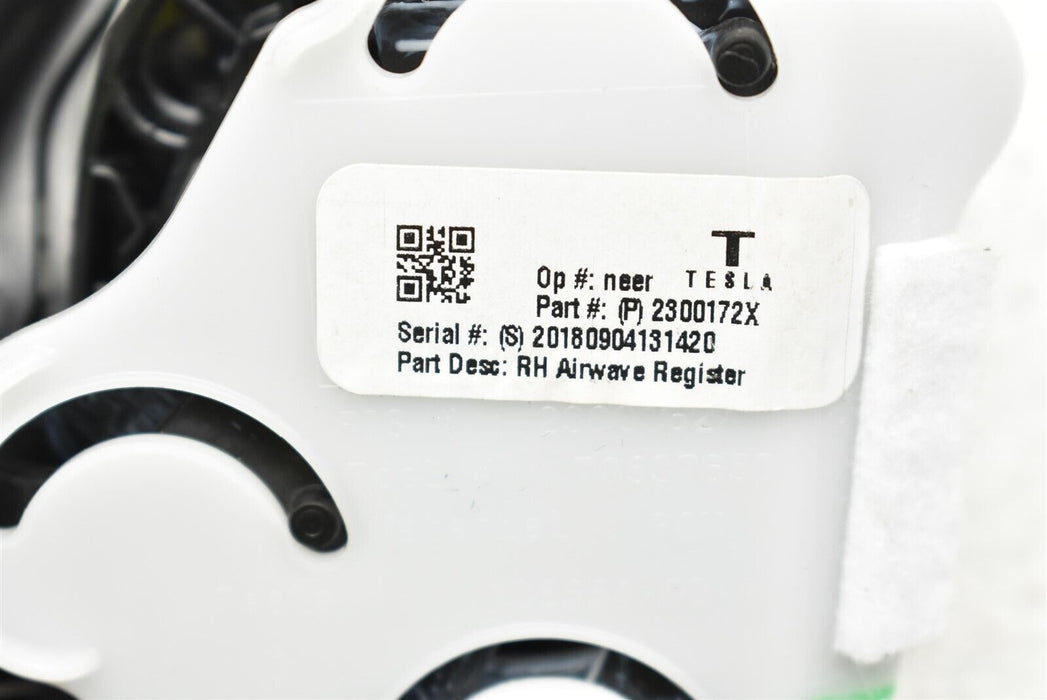 T
TESLA
Op #: neer
Part #: (P) 2300172X
Serial #: (S) 20180904131420
Part Desc: RH Airwave Register